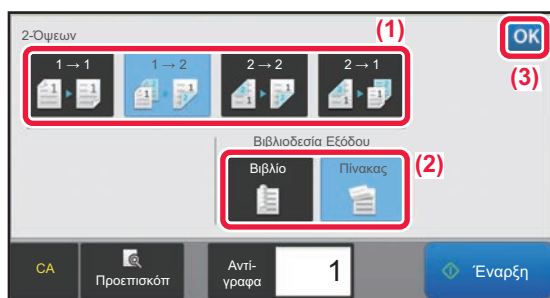 2-Όψεων
(1)
OK
(3)
1 → 1
1 → 2
2 → 2
2 → 1
Βιβλιοδεσία Εξόδου
Βιβλίο
Πίνακας
(2)
CA
Προεπισκόπ
Αντί-
γραφα
1
Έναρξη